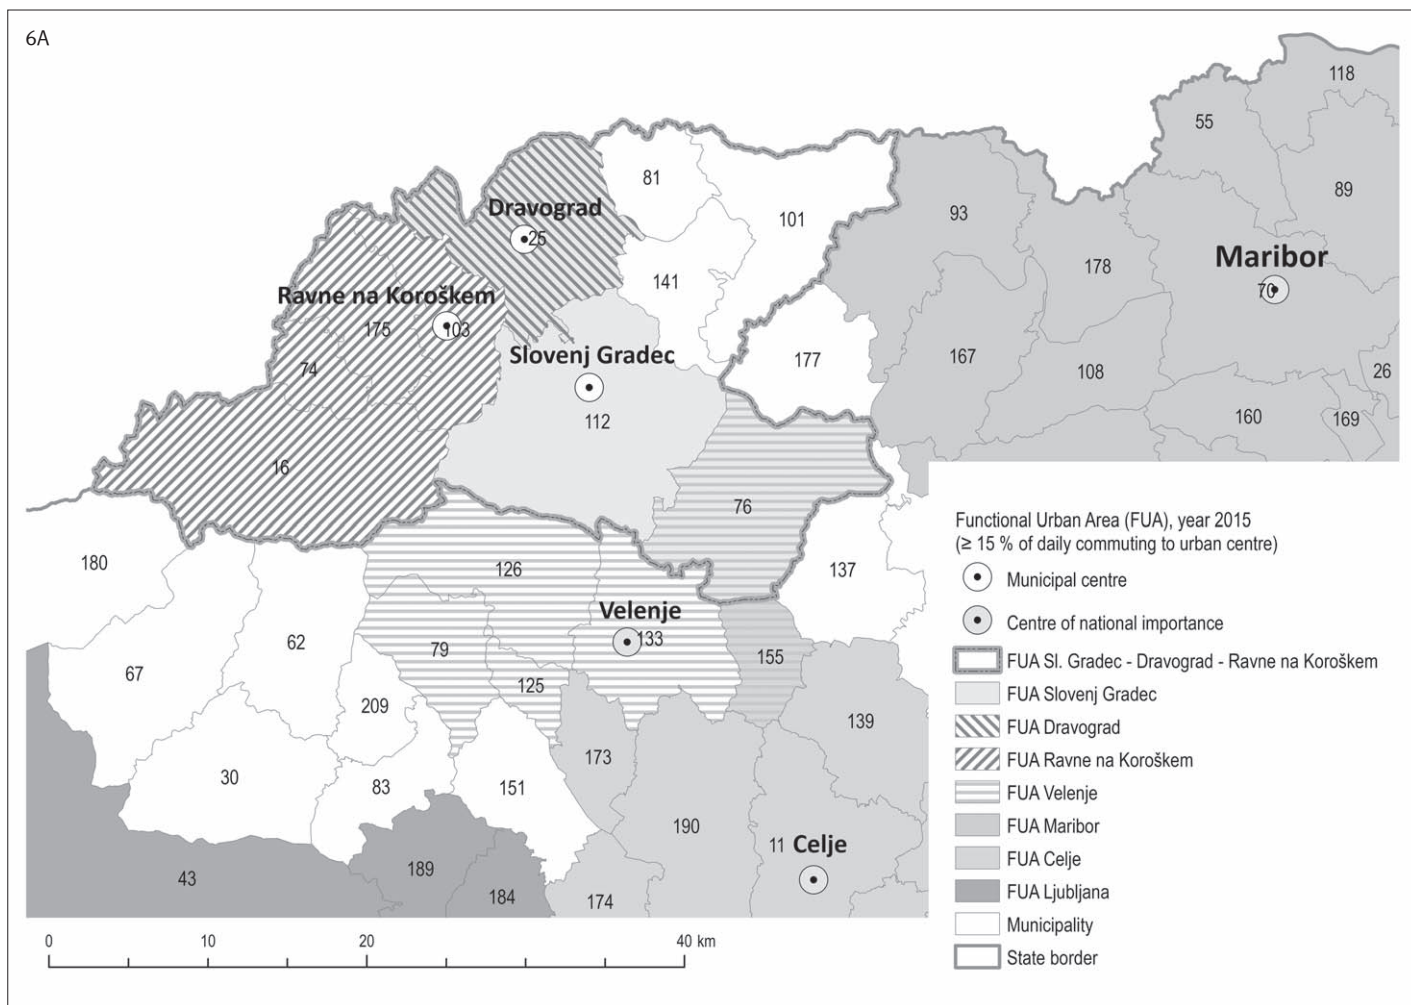 6A
118
55
89
81
93
101
Dravograd
25
178
141
Maribor
70
Ravne na Koroškem
175
103
74
Slovenj Gradec
177
167
108
26
112
160
169
16
76
Functional Urban Area (FUA), year 2015
(≥ 15 % of daily commuting to urban centre)
Municipal centre
Centre of national importance
FUA Sl. Gradec - Dravograd - Ravne na Koroškem
FUA Slovenj Gradec
FUA Dravograd
FUA Ravne na Koroškem
FUA Velenje
FUA Maribor
FUA Celje
FUA Ljubljana
Municipality
State border
180
126
137
Velenje
133
62
79
155
67
125
209
139
173
30
83
151
190
11 Celje
43
189
184
174
0 10 20 40 km